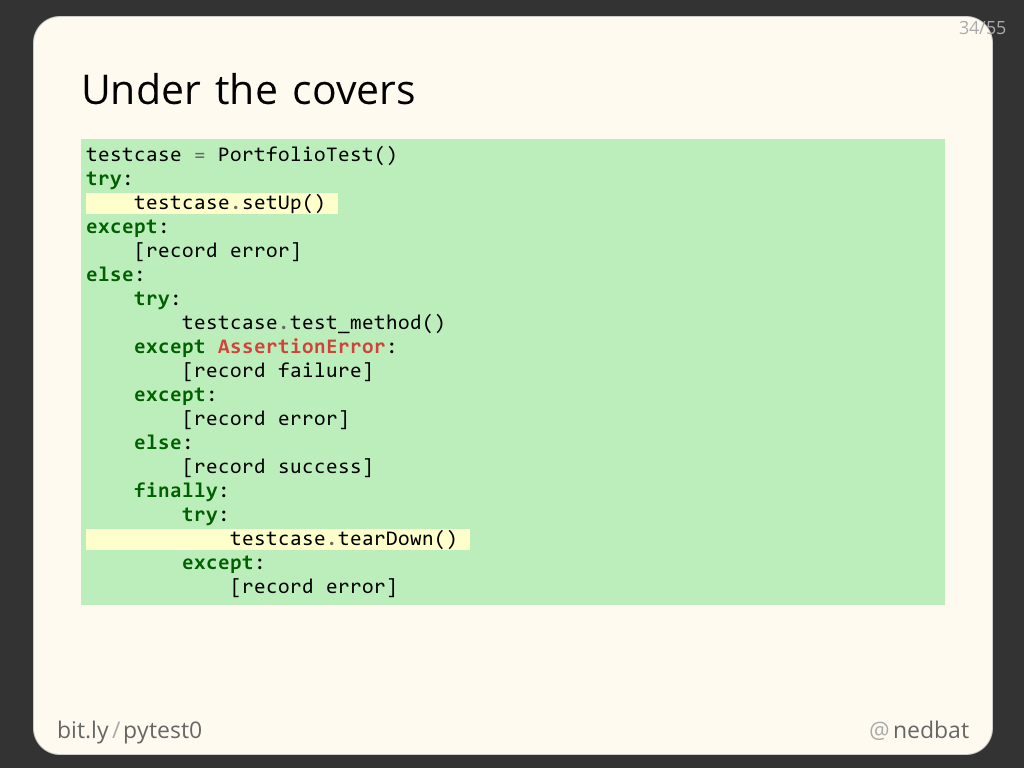 34/55
Under the covers
testcase = PortfolioTest()
try:
    testcase.setUp()
except:
    [record error]
else:
    try:
        testcase.test_method()
    except AssertionError:
        [record failure]
    except:
        [record error]
    else:
        [record success]
    finally:
        try:
            testcase.tearDown()
        except:
            [record error]
bit.ly/pytest0
@nedbat